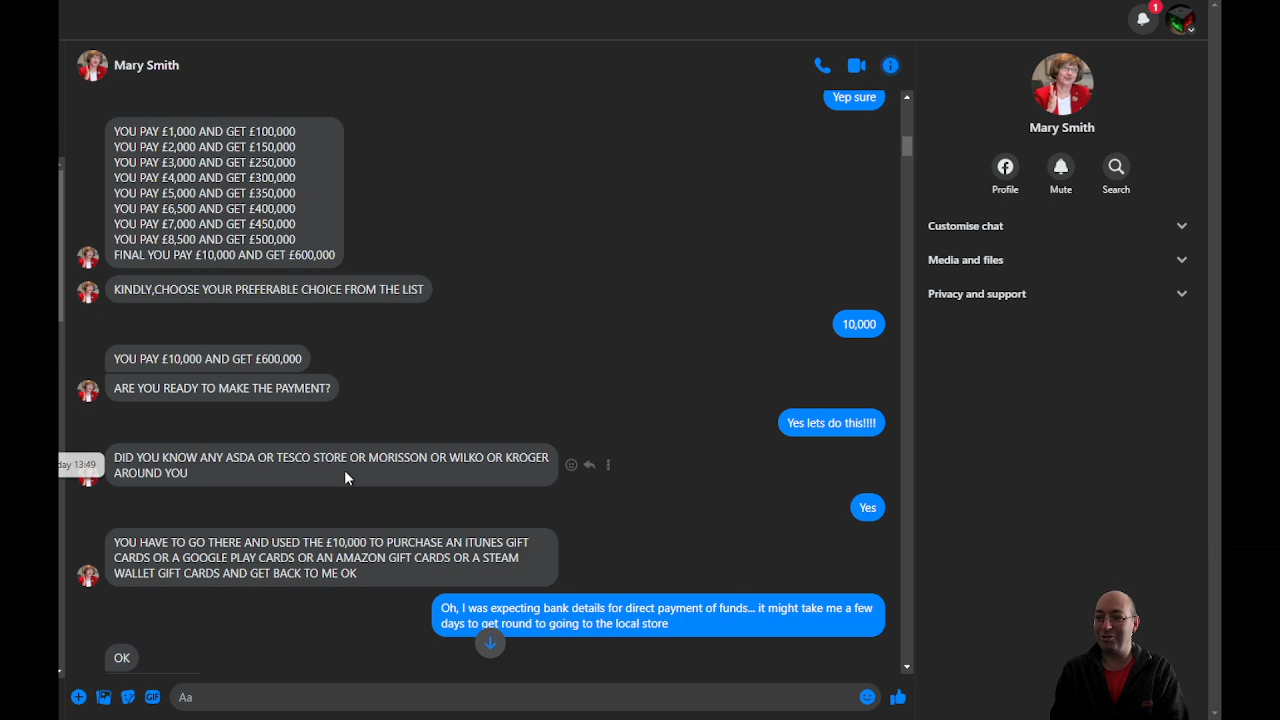 1
Mary Smith
Yep sure
YOU PAY £1,000 AND GET £100,000
YOU PAY £2,000 AND GET £150,000
YOU PAY £3,000 AND GET £250,000
YOU PAY £4,000 AND GET £300,000
YOU PAY £5,000 AND GET £350,000
YOU PAY £6,500 AND GET £400,000
YOU PAY £7,000 AND GET £450,000
YOU PAY £8,500 AND GET £500,000
FINAL YOU PAY £10,000 AND GET £600,000
KINDLY,CHOOSE YOUR PREFERABLE CHOICE FROM THE LIST
10,000
YOU PAY £10,000 AND GET £600,000
ARE YOU READY TO MAKE THE PAYMENT?
Yes lets do this!!!!
day 13:49
DID YOU KNOW ANY ASDA OR TESCO STORE OR MORISSON OR WILKO OR KROGER
AROUND YOU
Yes
YOU HAVE TO GO THERE AND USED THE £10,000 TO PURCHASE AN ITUNES GIFT
CARDS OR A GOOGLE PLAY CARDS OR AN AMAZON GIFT CARDS OR A STEAM
WALLET GIFT CARDS AND GET BACK TO ME OK
Oh, I was expecting bank details for direct payment of funds... it might take me a few
days to get round to going to the local store
OK
GIF
Aa
Mary Smith
Profile
Mute
Search
Customise chat
Media and files
Privacy and support